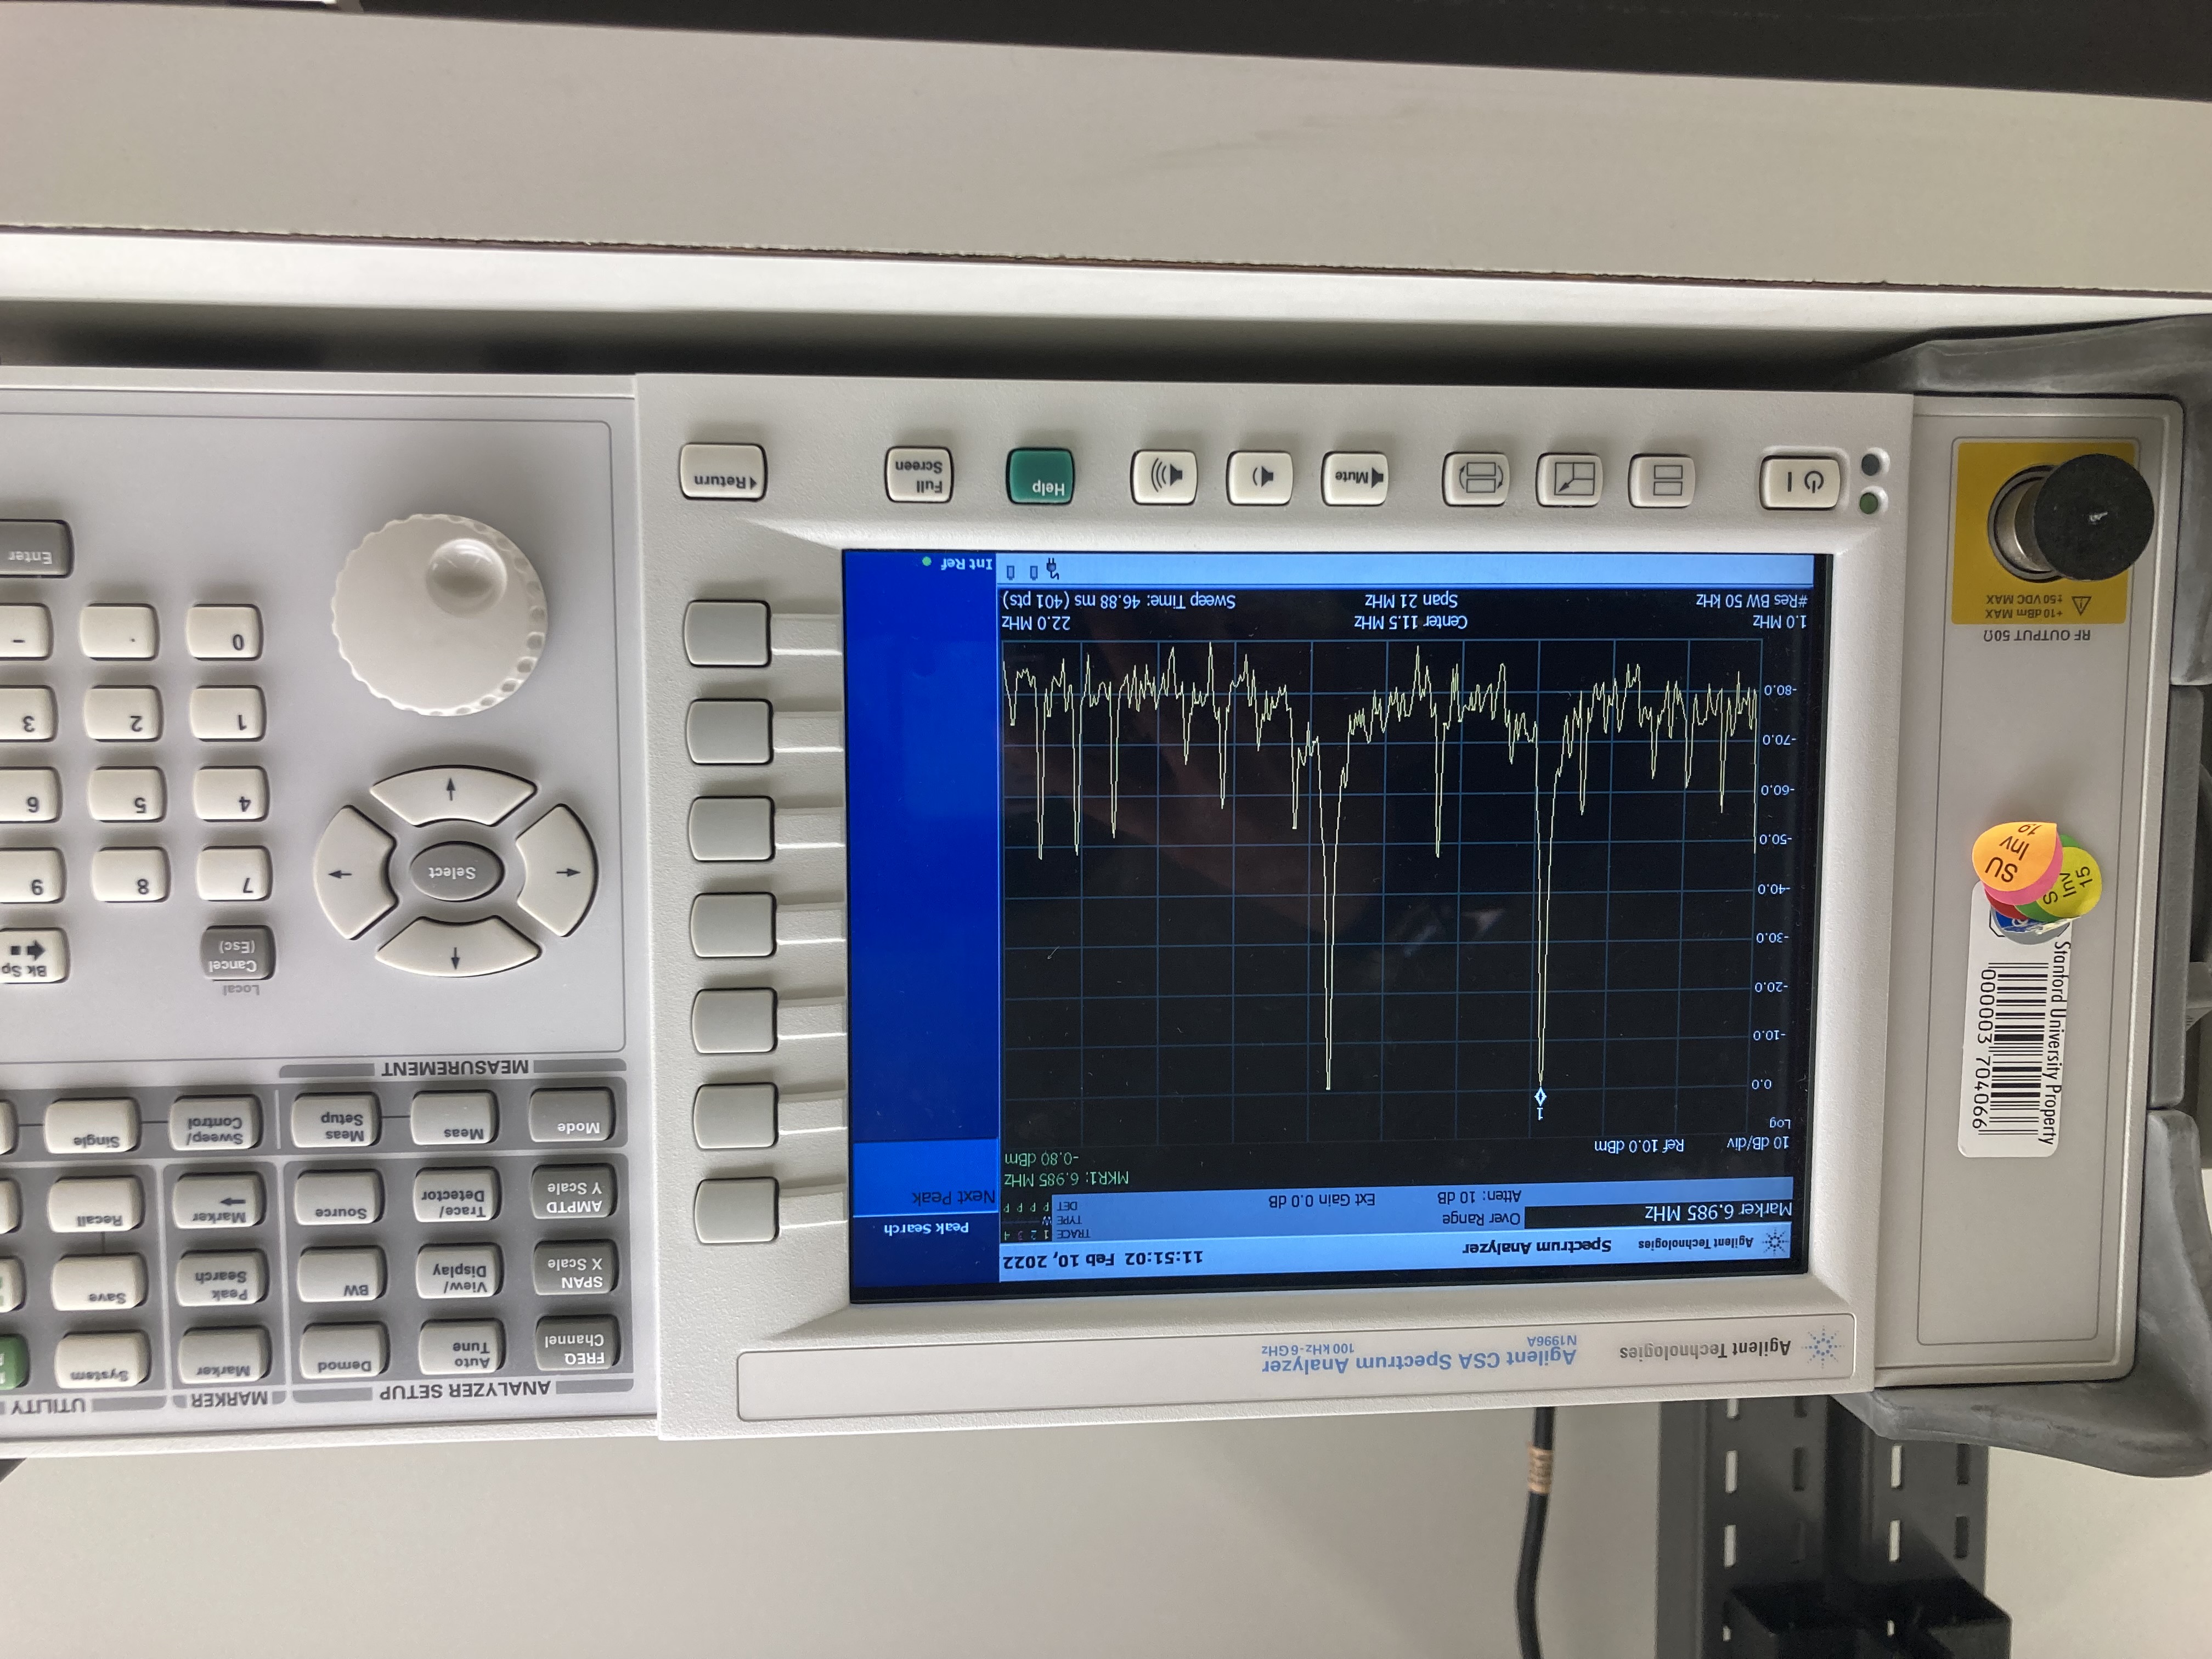 Agilent Technologies
Agilent CSA Spectrum Analyzer
N1996A
100 kHz-6 GHz
Agilent Technologies Spectrum Analyzer
11:51:02 Feb 10, 2022
Marker 6.985 MHz
Over Range
Atten: 10 dB
Ext Gain 0.0 dB
TRACE 1 2 3 4
TYPE W
DET P P P P
Peak Search
Next Peak
MKR1: 6.985 MHz
-0.80 dBm
10 dB/div
Ref 10.0 dBm
Log
1
0.0
-10.0
-20.0
-30.0
-40.0
-50.0
-60.0
-70.0
-80.0
1.0 MHz
Center 11.5 MHz
22.0 MHz
#Res BW 50 kHz
Span 21 MHz
Sweep Time: 46.88 ms (401 pts)
Int Ref
Stanford University Property
000003 704066
Inv
15
SU
Inv
RF OUTPUT 50Ω
+10 dBm MAX
±50 VDC MAX
Mute
Help
Full
Screen
Return
ANALYZER SETUP
MARKER
UTILITY
FREQ
Channel
Auto
Tune
Demod
Marker
System
SPAN
X Scale
View/
Display
BW
Peak
Search
Save
AMPTD
Y Scale
Trace/
Detector
Source
Marker
Recall
Mode
Meas
Meas
Setup
Sweep/
Control
Single
MEASUREMENT
Local
Cancel
(Esc)
Bk Sp
Select
7
8
9
4
5
6
1
2
3
0
.
-
Enter